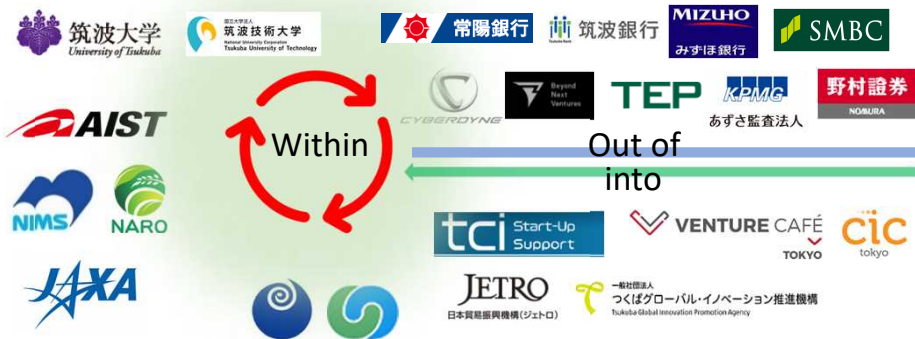 筑波大学
University of Tsukuba
国立大学法人
筑波技術大学
National University Corporation
Tsukuba University of Technology
常陽銀行
筑波銀行
Tsukuba Bank
MIZUHO
みずほ銀行
SMBC
AIST
CYBERDYNE
Beyond
Next
Ventures
TEP
KPMG
あずさ監査法人
野村證券
NOMURA
Within
Out of
into
NIMS
NARO
JAXA
tci
Start-Up
Support
VENTURE CAFÉ
TOKYO
cic
tokyo
JETRO
日本貿易振興機構(ジェトロ)
一般社団法人
つくばグローバル・イノベーション推進機構
Tsukuba Global Innovation Promotion Agency